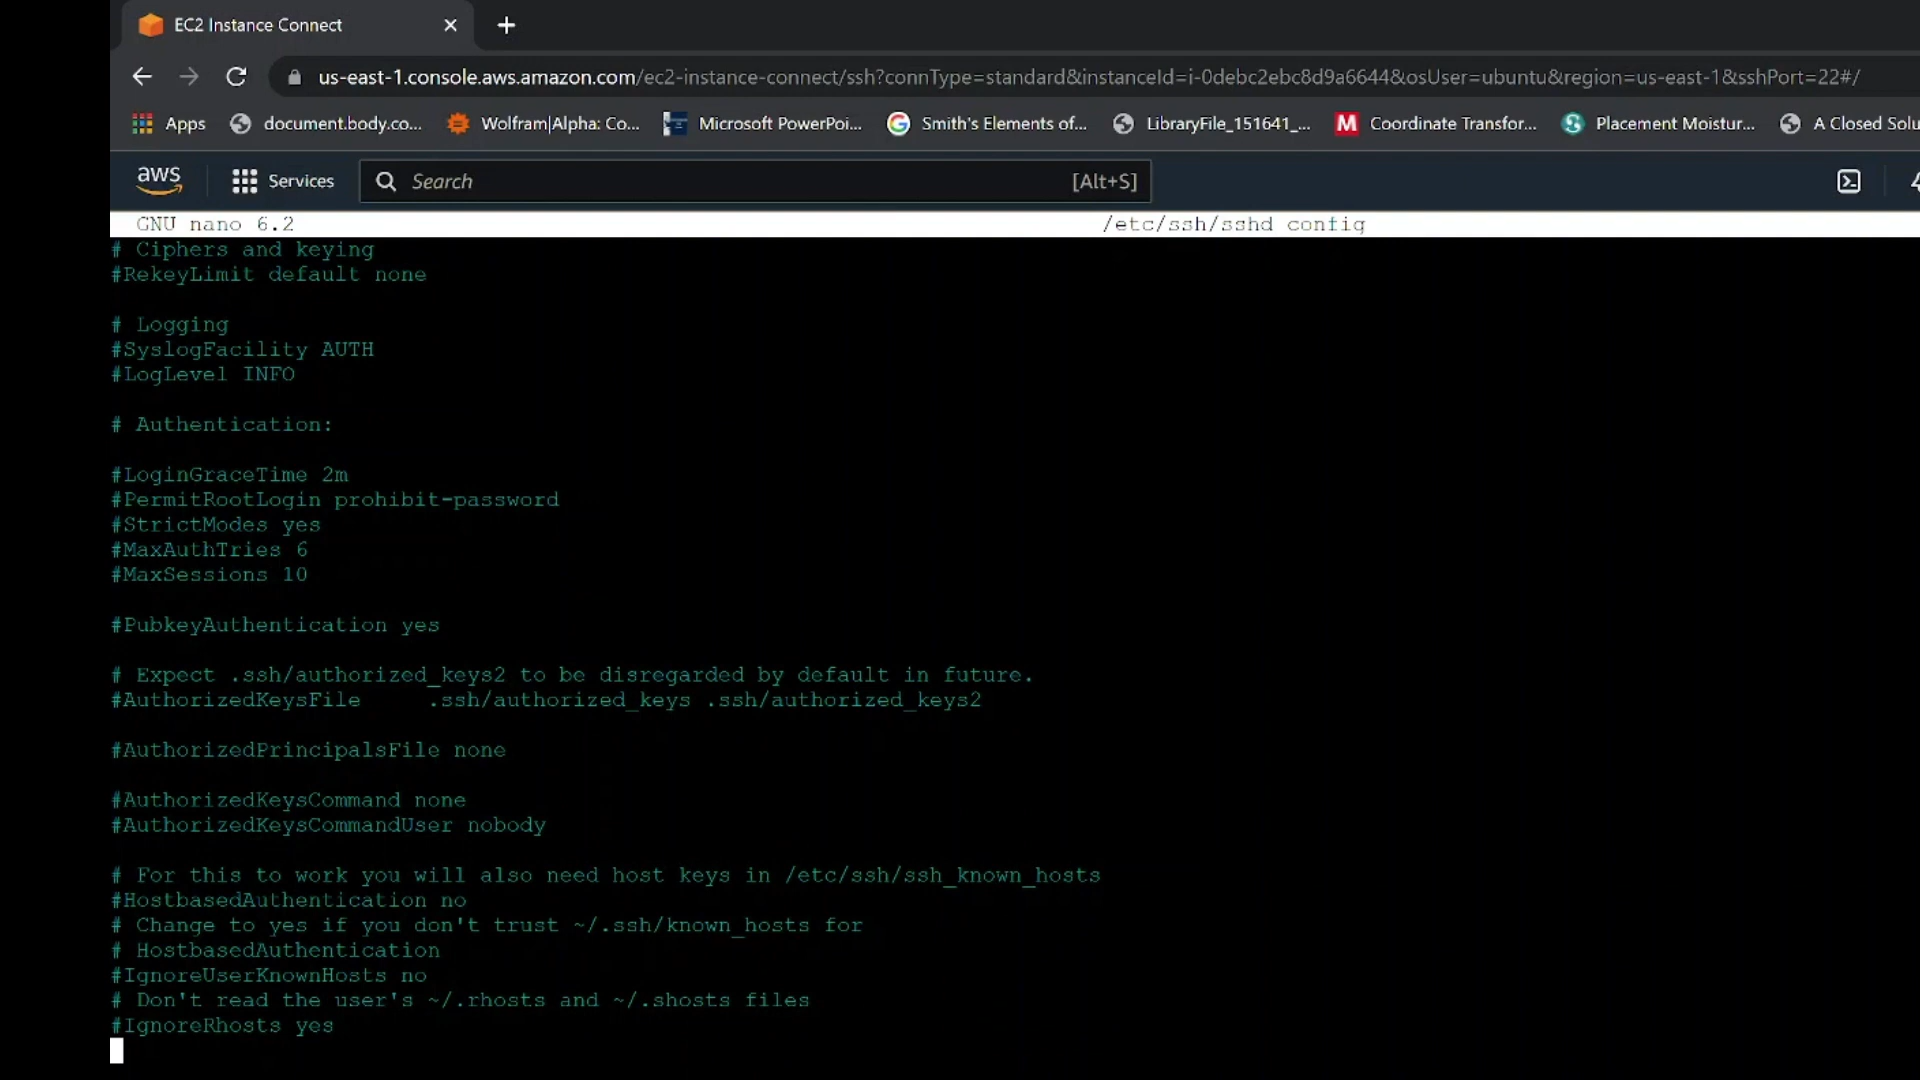 EC2 Instance Connect
us-east-1.console.aws.amazon.com/ec2-instance-connect/ssh?connType=standard&instanceId=i-0debc2ebc8d9a6644&osUser=ubuntu&region=us-east-1&sshPort=22#/
Apps document.body.co... Wolfram|Alpha: Co... Microsoft PowerPoi... Smith's Elements of... LibraryFile_151641_... M Coordinate Transfor... Placement Moistur... A Closed Solu
aws Services Search [Alt+S]
GNU nano 6.2 /etc/ssh/sshd config
# Ciphers and keying
#RekeyLimit default none
# Logging
#SyslogFacility AUTH
#LogLevel INFO
# Authentication:
#LoginGraceTime 2m
#PermitRootLogin prohibit-password
#StrictModes yes
#MaxAuthTries 6
#MaxSessions 10
#PubkeyAuthentication yes
# Expect .ssh/authorized_keys2 to be disregarded by default in future.
#AuthorizedKeysFile .ssh/authorized_keys .ssh/authorized_keys2
#AuthorizedPrincipalsFile none
#AuthorizedKeysCommand none
#AuthorizedKeysCommandUser nobody
# For this to work you will also need host keys in /etc/ssh/ssh_known_hosts
#HostbasedAuthentication no
# Change to yes if you don't trust ~/.ssh/known_hosts for
# HostbasedAuthentication
#IgnoreUserKnownHosts no
# Don't read the user's ~/.rhosts and ~/.shosts files
#IgnoreRhosts yes